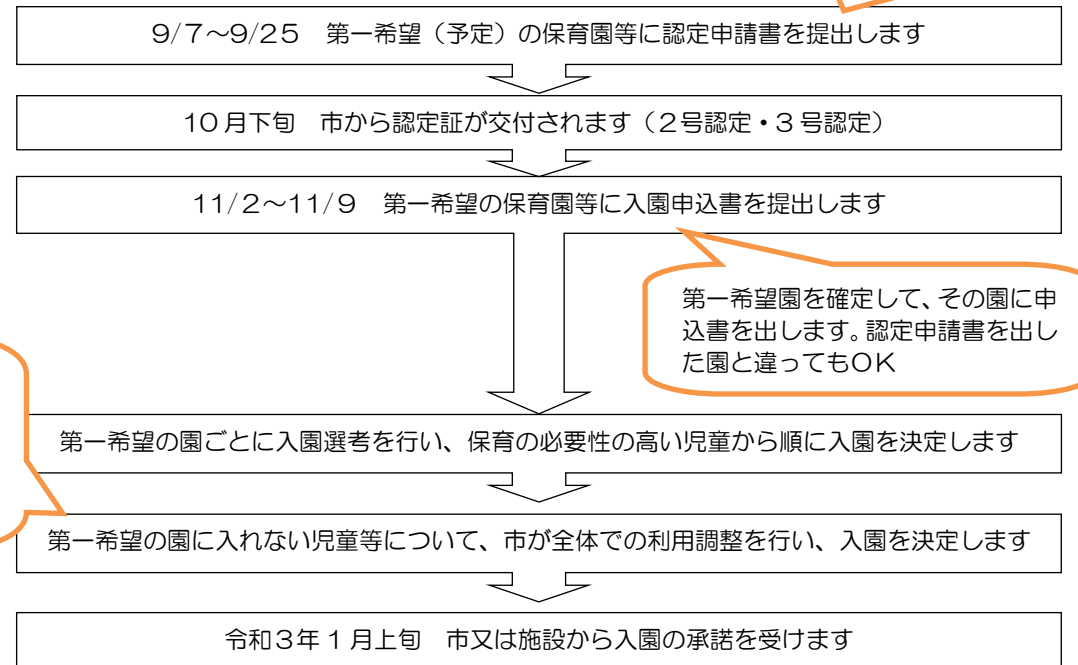 9/7～9/25　第一希望（予定）の保育園等に認定申請書を提出します
10月下旬　市から認定証が交付されます（２号認定・３号認定）
11/2～11/9　第一希望の保育園等に入園申込書を提出します
第一希望園を確定して、その園に申
込書を出します。認定申請書を出し
た園と違ってもOK
第一希望の園ごとに入園選考を行い、保育の必要性の高い児童から順に入園を決定します
第一希望の園に入れない児童等について、市が全体での利用調整を行い、入園を決定します
令和３年１月上旬　市又は施設から入園の承諾を受けます